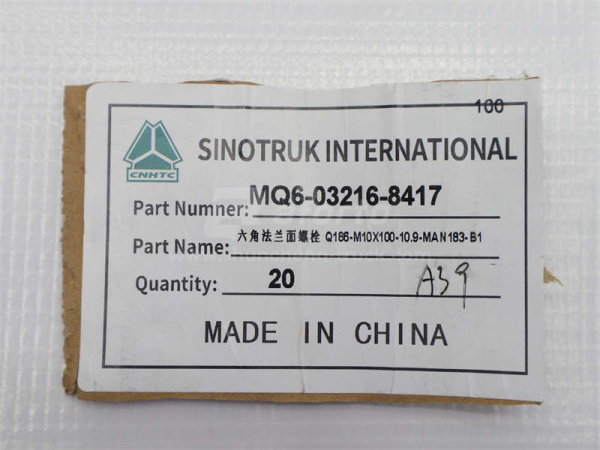 100
CNHTC
SINOTRUK INTERNATIONAL
Part Numner: MQ6-03216-8417
Part Name: 六角法兰面螺栓 Q186-M10X100-10.9-MAN183-B1
Quantity: 20 A39
MADE IN CHINA